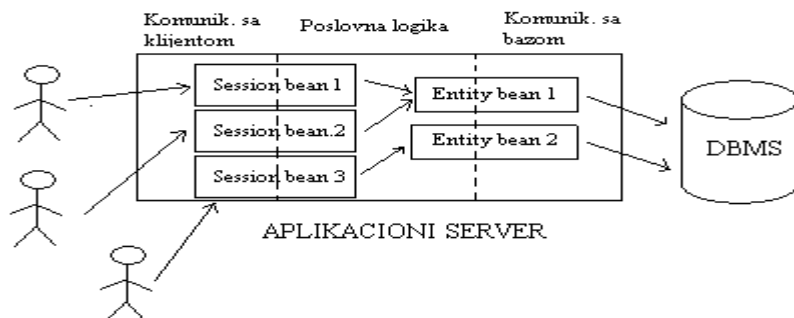 Komunik. sa
klijentom
Poslovna logika
Komunik. sa
bazom
Session bean 1
Session bean.2
Session bean 3
Entity bean 1
Entity bean 2
DBMS
APLIKACIONI SERVER